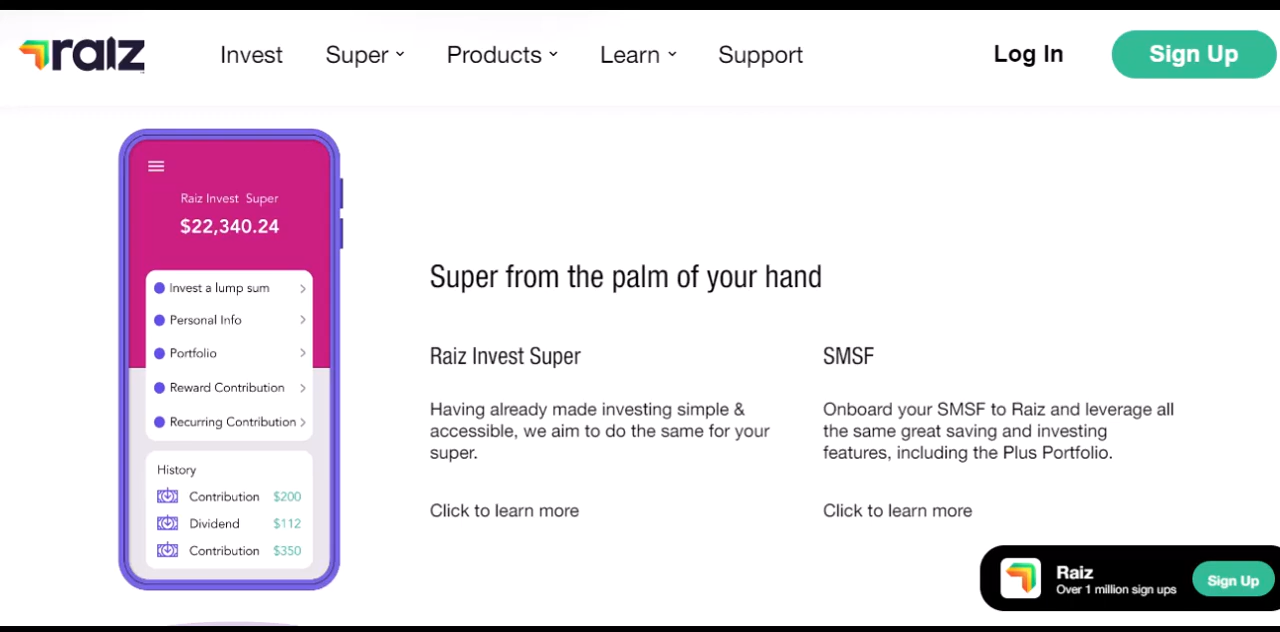 raiz
Invest Super Products Learn Support Log In Sign Up
Raiz Invest Super
$22,340.24
Invest a lump sum
Personal Info
Portfolio
Reward Contribution
Recurring Contribution
History
Contribution $200
Dividend $112
Contribution $350
Super from the palm of your hand
Raiz Invest Super
Having already made investing simple &
accessible, we aim to do the same for your
super.
Click to learn more
SMSF
Onboard your SMSF to Raiz and leverage all
the same great saving and investing
features, including the Plus Portfolio.
Click to learn more
Raiz
Over 1 million sign ups
Sign Up